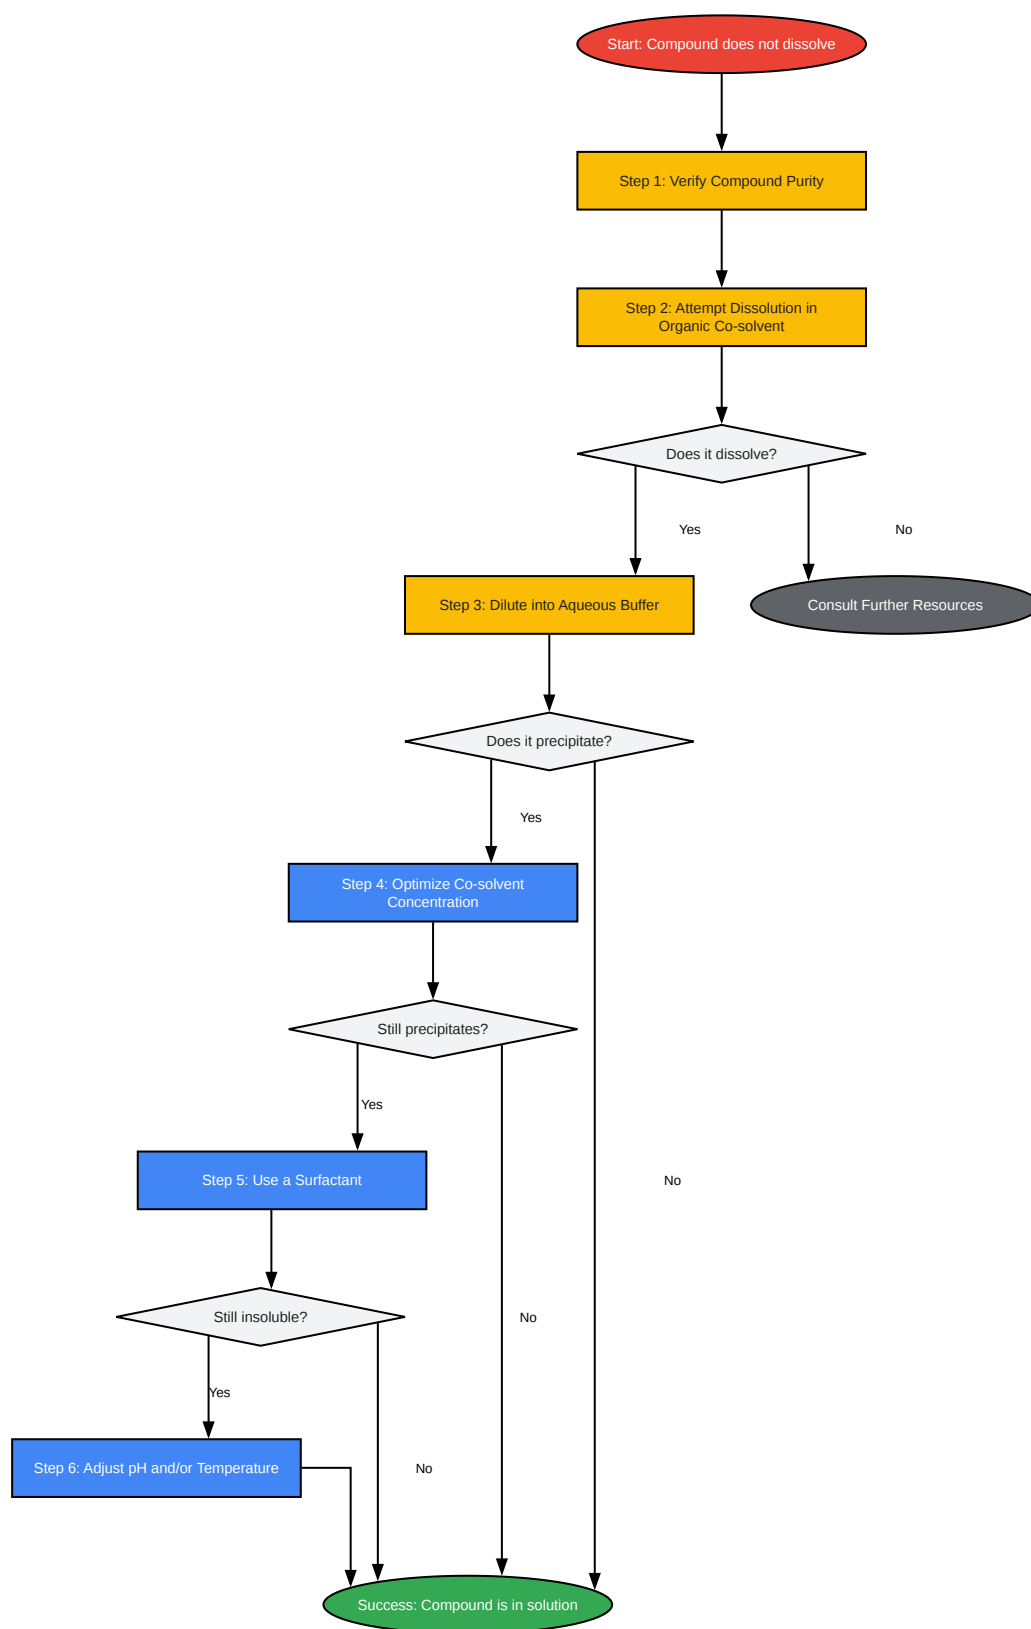 Start: Compound does not dissolve
Step 1: Verify Compound Purity
Step 2: Attempt Dissolution in
Organic Co-solvent
Does it dissolve?
Yes
No
Step 3: Dilute into Aqueous Buffer
Consult Further Resources
Does it precipitate?
Yes
Step 4: Optimize Co-solvent
Concentration
Still precipitates?
Yes
Step 5: Use a Surfactant
No
Still insoluble?
No
Yes
Step 6: Adjust pH and/or Temperature
No
Success: Compound is in solution